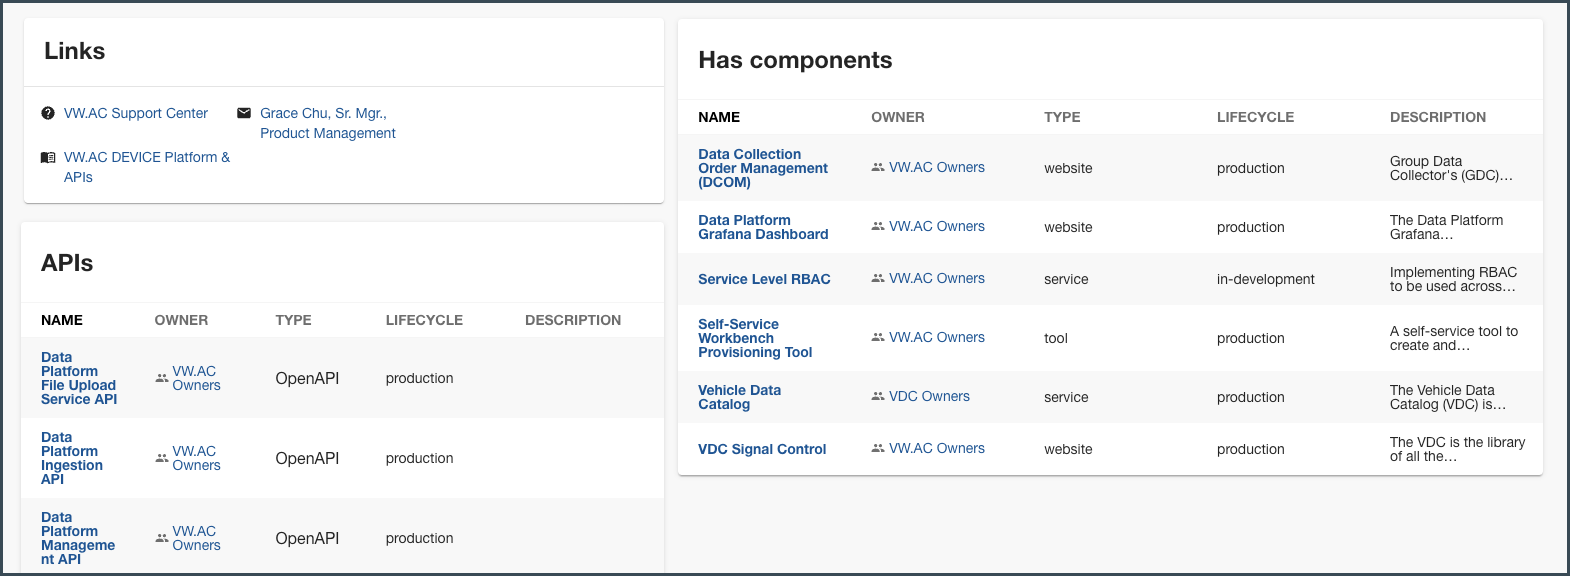 Links
VW.AC Support Center
Grace Chu, Sr. Mgr.,
Product Management
VW.AC DEVICE Platform &
APIs
APIs
NAME OWNER TYPE LIFECYCLE DESCRIPTION
Data
Platform
File Upload
Service API
VW.AC
Owners
OpenAPI
production
Data
Platform
Ingestion
API
VW.AC
Owners
OpenAPI
production
Data
Platform
Manageme
nt API
VW.AC
Owners
OpenAPI
production
Has components
NAME OWNER TYPE LIFECYCLE DESCRIPTION
Data Collection
Order Management
(DCOM)
VW.AC Owners
website
production
Group Data
Collector's (GDC)…
Data Platform
Grafana Dashboard
VW.AC Owners
website
production
The Data Platform
Grafana…
Service Level RBAC
VW.AC Owners
service
in-development
Implementing RBAC
to be used across…
Self-Service
Workbench
Provisioning Tool
VW.AC Owners
tool
production
A self-service tool to
create and…
Vehicle Data
Catalog
VDC Owners
service
production
The Vehicle Data
Catalog (VDC) is…
VDC Signal Control
VW.AC Owners
website
production
The VDC is the library
of all the…